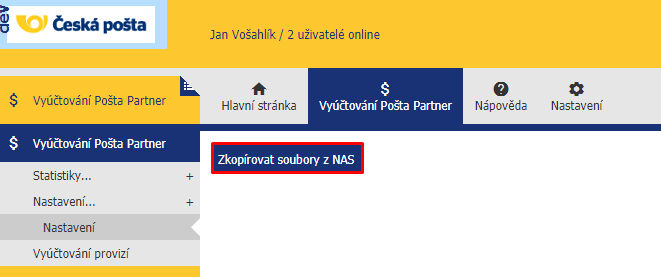 dev
Česká pošta
Jan Vošahlík / 2 uživatelé online
$ Vyúčtování Pošta Partner
Hlavní stránka
$
Vyúčtování Pošta Partner
?
Nápověda
Nastavení
$ Vyúčtování Pošta Partner
Statistiky... +
Nastavení... +
Nastavení
Vyúčtování provizí
Zkopírovat soubory z NAS